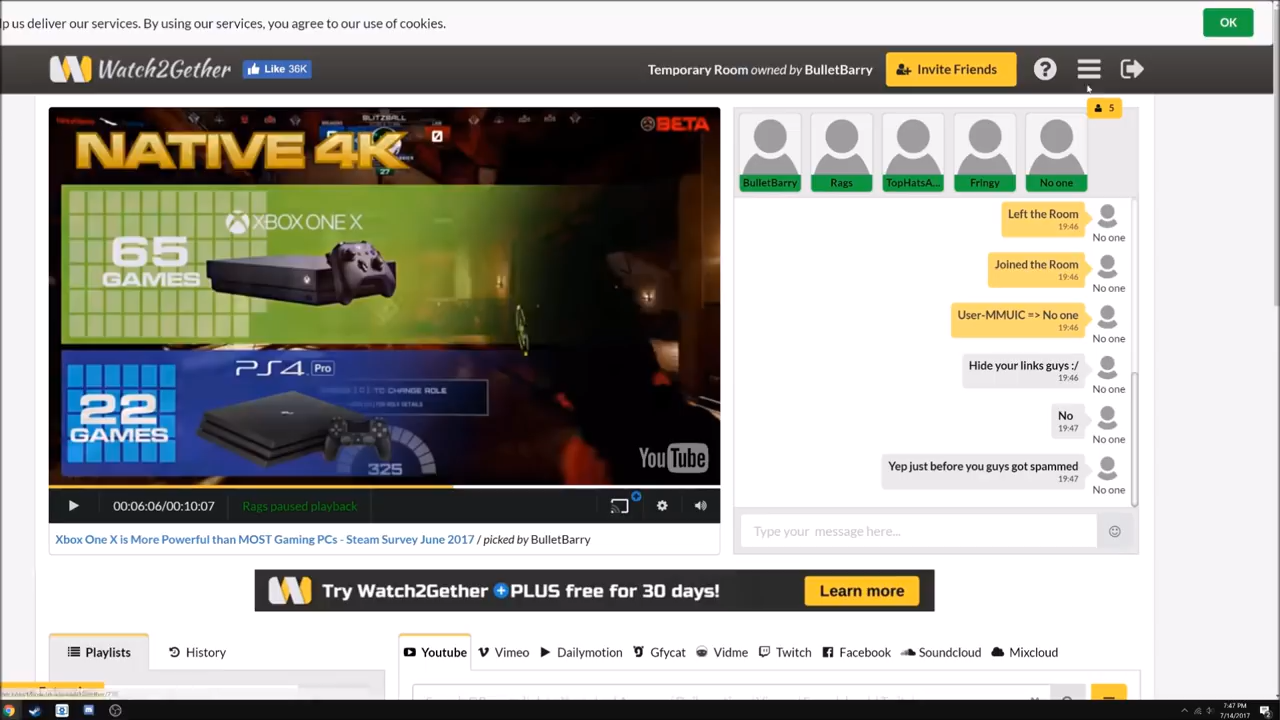 p us deliver our services. By using our services, you agree to our use of cookies.
OK
Watch2Gether
Like 36K
Temporary Room owned by BulletBarry
Invite Friends
?
5
BulletBarry
Rags
TopHatsA...
Fringy
No one
BLITZBALL
0
27
BETA
NATIVE 4K
XBOX ONE X
65
GAMES
PS4 Pro
TO CHANGE ROLE
22
GAMES
325
YouTube
Left the Room
19:46
No one
Joined the Room
19:46
No one
User-MMUIC => No one
19:46
No one
Hide your links guys :/
19:46
No one
No
19:47
No one
Yep just before you guys got spammed
19:47
No one
00:06:06/00:10:07
Rags paused playback
Type your message here...
Xbox One X is More Powerful than MOST Gaming PCs - Steam Survey June 2017 / picked by BulletBarry
Try Watch2Gether PLUS free for 30 days!
Learn more
Playlists
History
Youtube
Vimeo
Dailymotion
Gfycat
Vidme
Twitch
Facebook
Soundcloud
Mixcloud
7:47 PM
7/14/2017